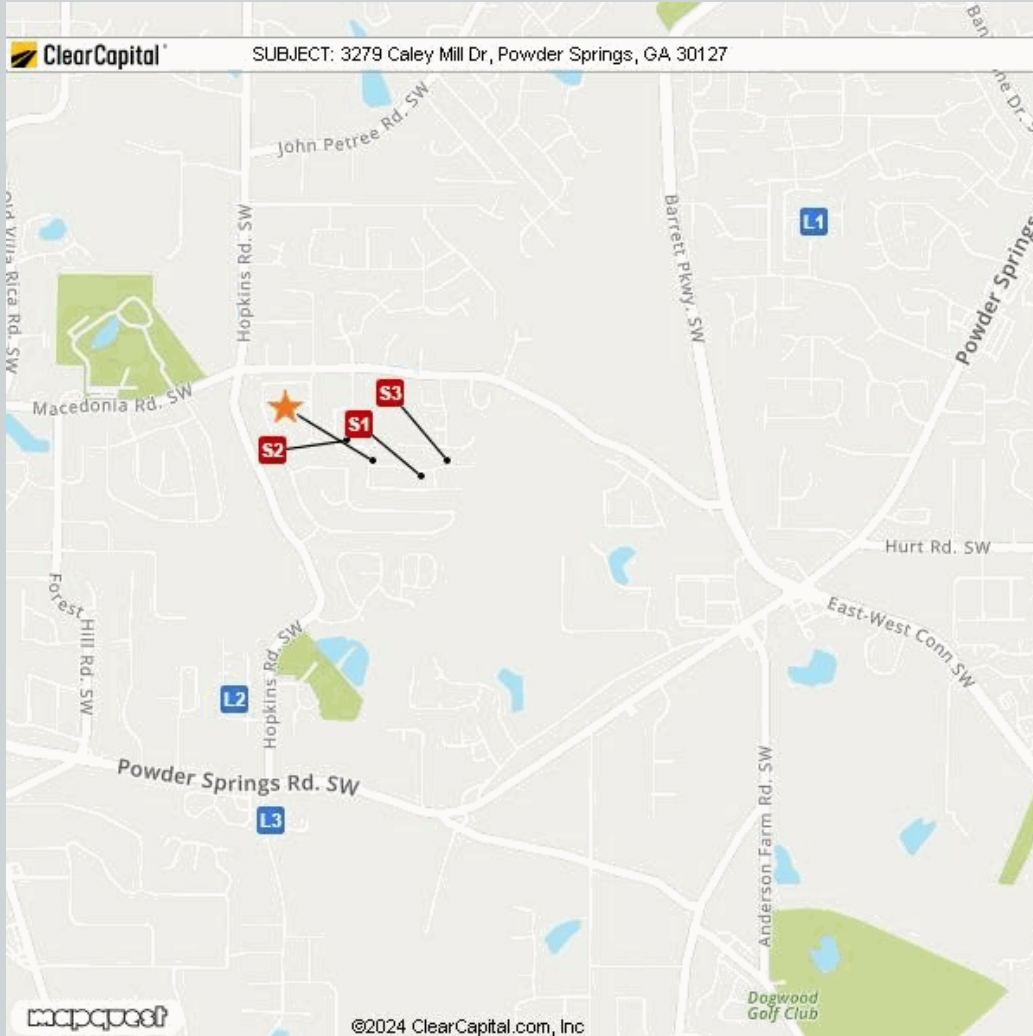 ClearCapital
SUBJECT: 3279 Caley Mill Dr, Powder Springs, GA 30127
John Petree Rd. SW
Hopkins Rd. SW
Barrett Pkwy. SW
L1
Powder Springs
Rica Rd. SW
Macedonia Rd. SW
S3
S1
S2
Hurt Rd. SW
East-West Conn SW
Forest Hill Rd. SW
Hopkins Rd. SW
L2
Powder Springs Rd. SW
L3
Anderson Farm Rd. SW
Dogwood
Golf Club
mapquest
©2024 ClearCapital.com, Inc